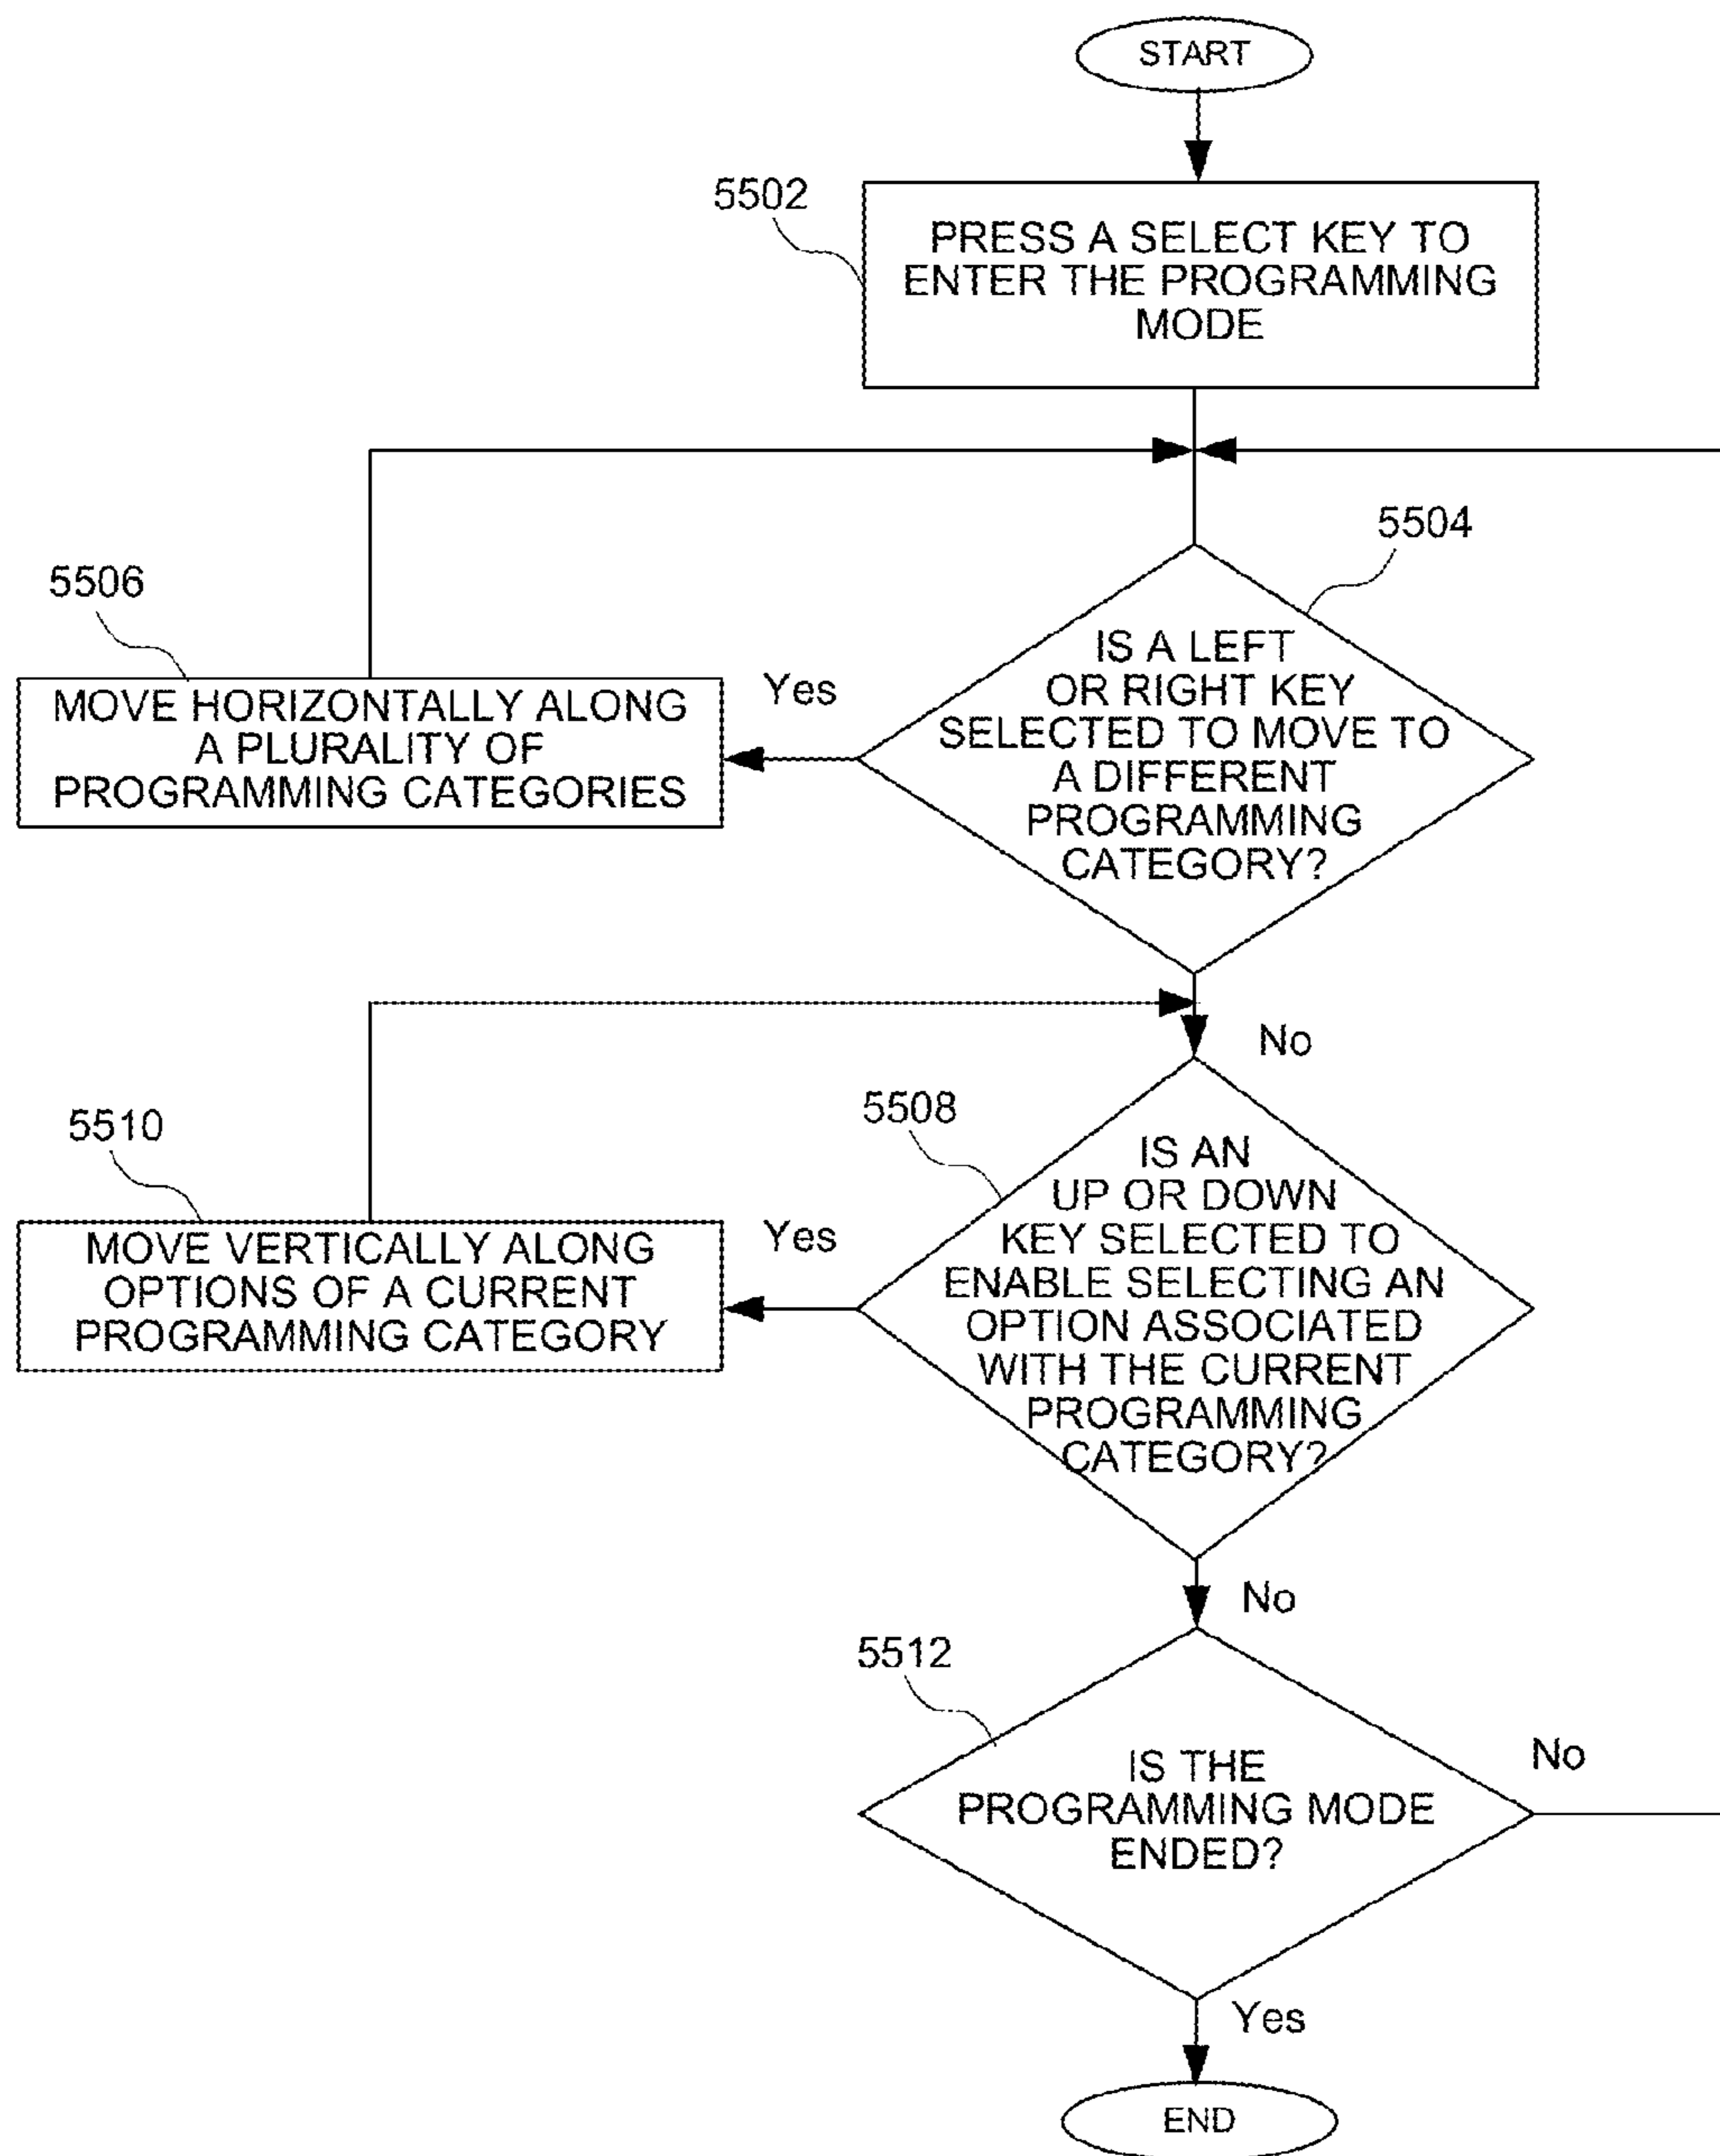 START
5502
PRESS A SELECT KEY TO
ENTER THE PROGRAMMING
MODE
5504
IS A LEFT
OR RIGHT KEY
SELECTED TO MOVE TO
A DIFFERENT
PROGRAMMING
CATEGORY?
Yes
5506
MOVE HORIZONTALLY ALONG
A PLURALITY OF
PROGRAMMING CATEGORIES
No
5508
IS AN
UP OR DOWN
KEY SELECTED TO
ENABLE SELECTING AN
OPTION ASSOCIATED
WITH THE CURRENT
PROGRAMMING
CATEGORY?
Yes
5510
MOVE VERTICALLY ALONG
OPTIONS OF A CURRENT
PROGRAMMING CATEGORY
No
5512
IS THE
PROGRAMMING MODE
ENDED?
No
Yes
END